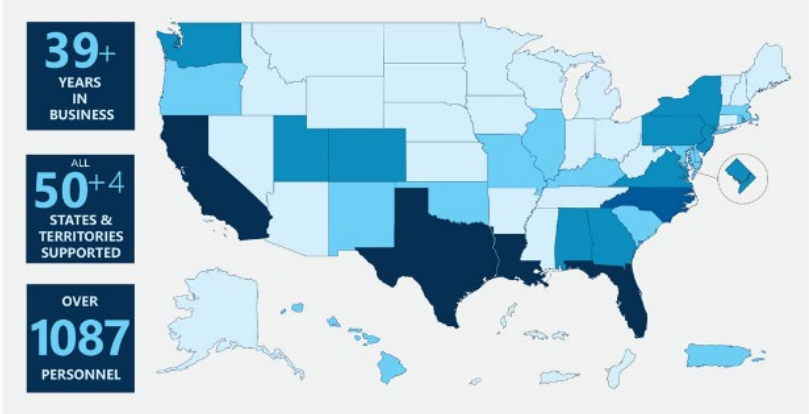 39+
YEARS
IN
BUSINESS
ALL
50+4
STATES &
TERRITORIES
SUPPORTED
OVER
1087
PERSONNEL